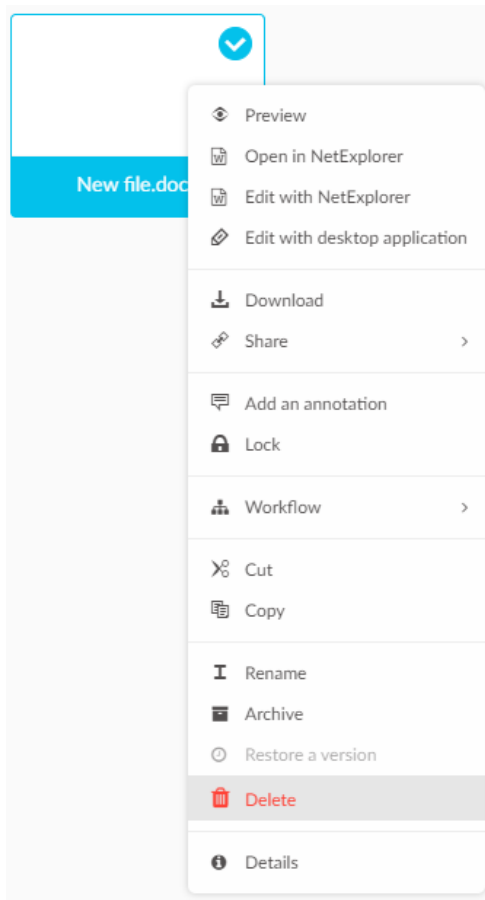 New file.doc
Preview
Open in NetExplorer
Edit with NetExplorer
Edit with desktop application
Download
Share
Add an annotation
Lock
Workflow
Cut
Copy
Rename
Archive
Restore a version
Delete
Details